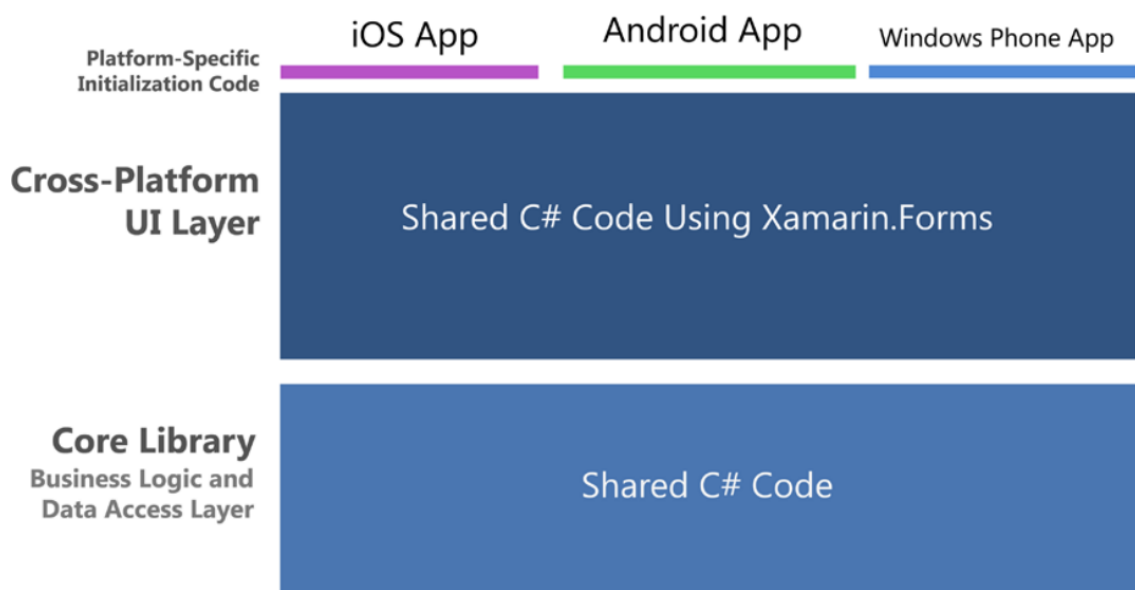 iOS App
Android App
Windows Phone App
Platform-Specific
Initialization Code
Cross-Platform
UI Layer
Shared C# Code Using Xamarin.Forms
Core Library
Business Logic and
Data Access Layer
Shared C# Code